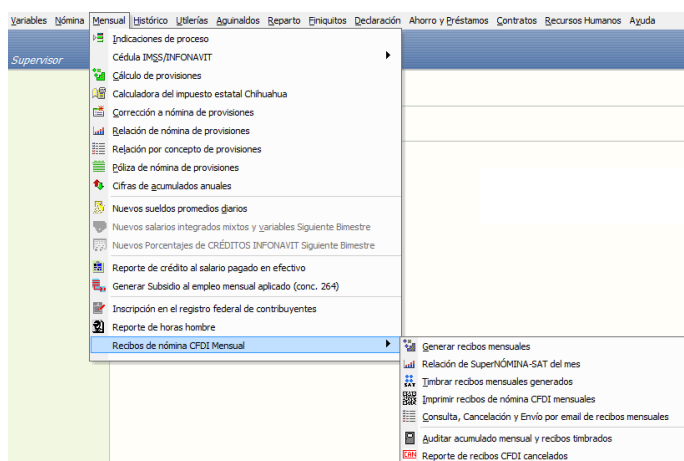 Variables Nómina Mensual Histórico Utilerías Aguinaldos Reparto Finiquitos Declaración Ahorro y Préstamos Contratos Recursos Humanos Ayuda
Supervisor
Indicaciones de proceso
Cédula IMSS/INFONAVIT
Cálculo de provisiones
Calculadora del impuesto estatal Chihuahua
Corrección a nómina de provisiones
Relación de nómina de provisiones
Relación por concepto de provisiones
Póliza de nómina de provisiones
Cifras de acumulados anuales
Nuevos sueldos promedios diarios
Nuevos salarios integrados mixtos y variables Siguiente Bimestre
Nuevos Porcentajes de CRÉDITOS INFONAVIT Siguiente Bimestre
Reporte de crédito al salario pagado en efectivo
Generar Subsidio al empleo mensual aplicado (conc. 264)
Inscripción en el registro federal de contribuyentes
Reporte de horas hombre
Recibos de nómina CFDI Mensual
Generar recibos mensuales
Relación de SuperNÓMINA-SAT del mes
SAT Timbrar recibos mensuales generados
Imprimir recibos de nómina CFDI mensuales
Consulta, Cancelación y Envío por email de recibos mensuales
Auditar acumulado mensual y recibos timbrados
CAN Reporte de recibos CFDI cancelados